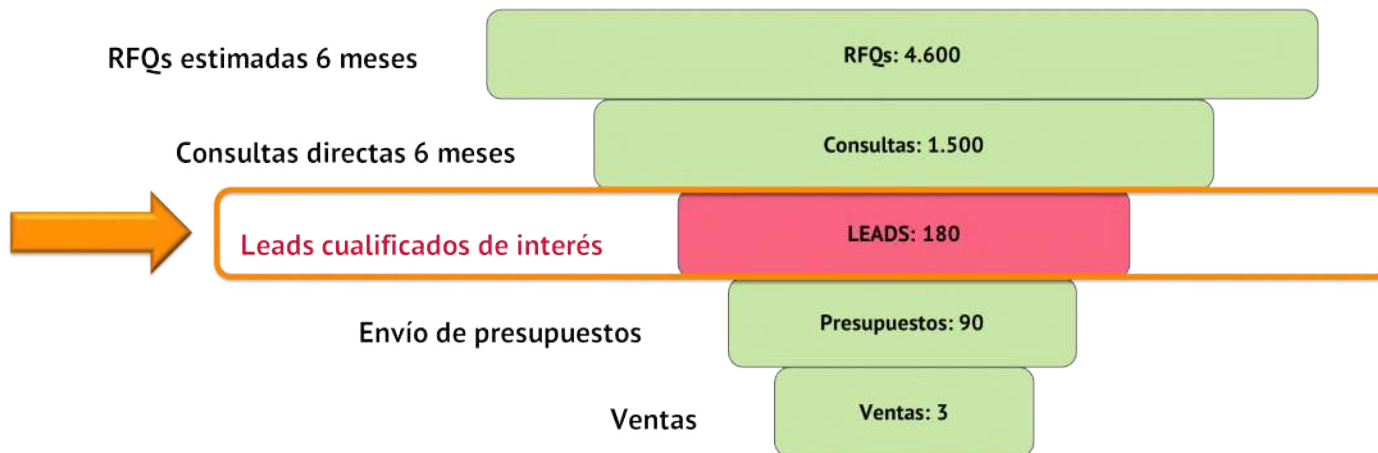 RFQs estimadas 6 meses
RFQs: 4.600
Consultas directas 6 meses
Consultas: 1.500
Leads cualificados de interés
LEADS: 180
Envío de presupuestos
Presupuestos: 90
Ventas
Ventas: 3